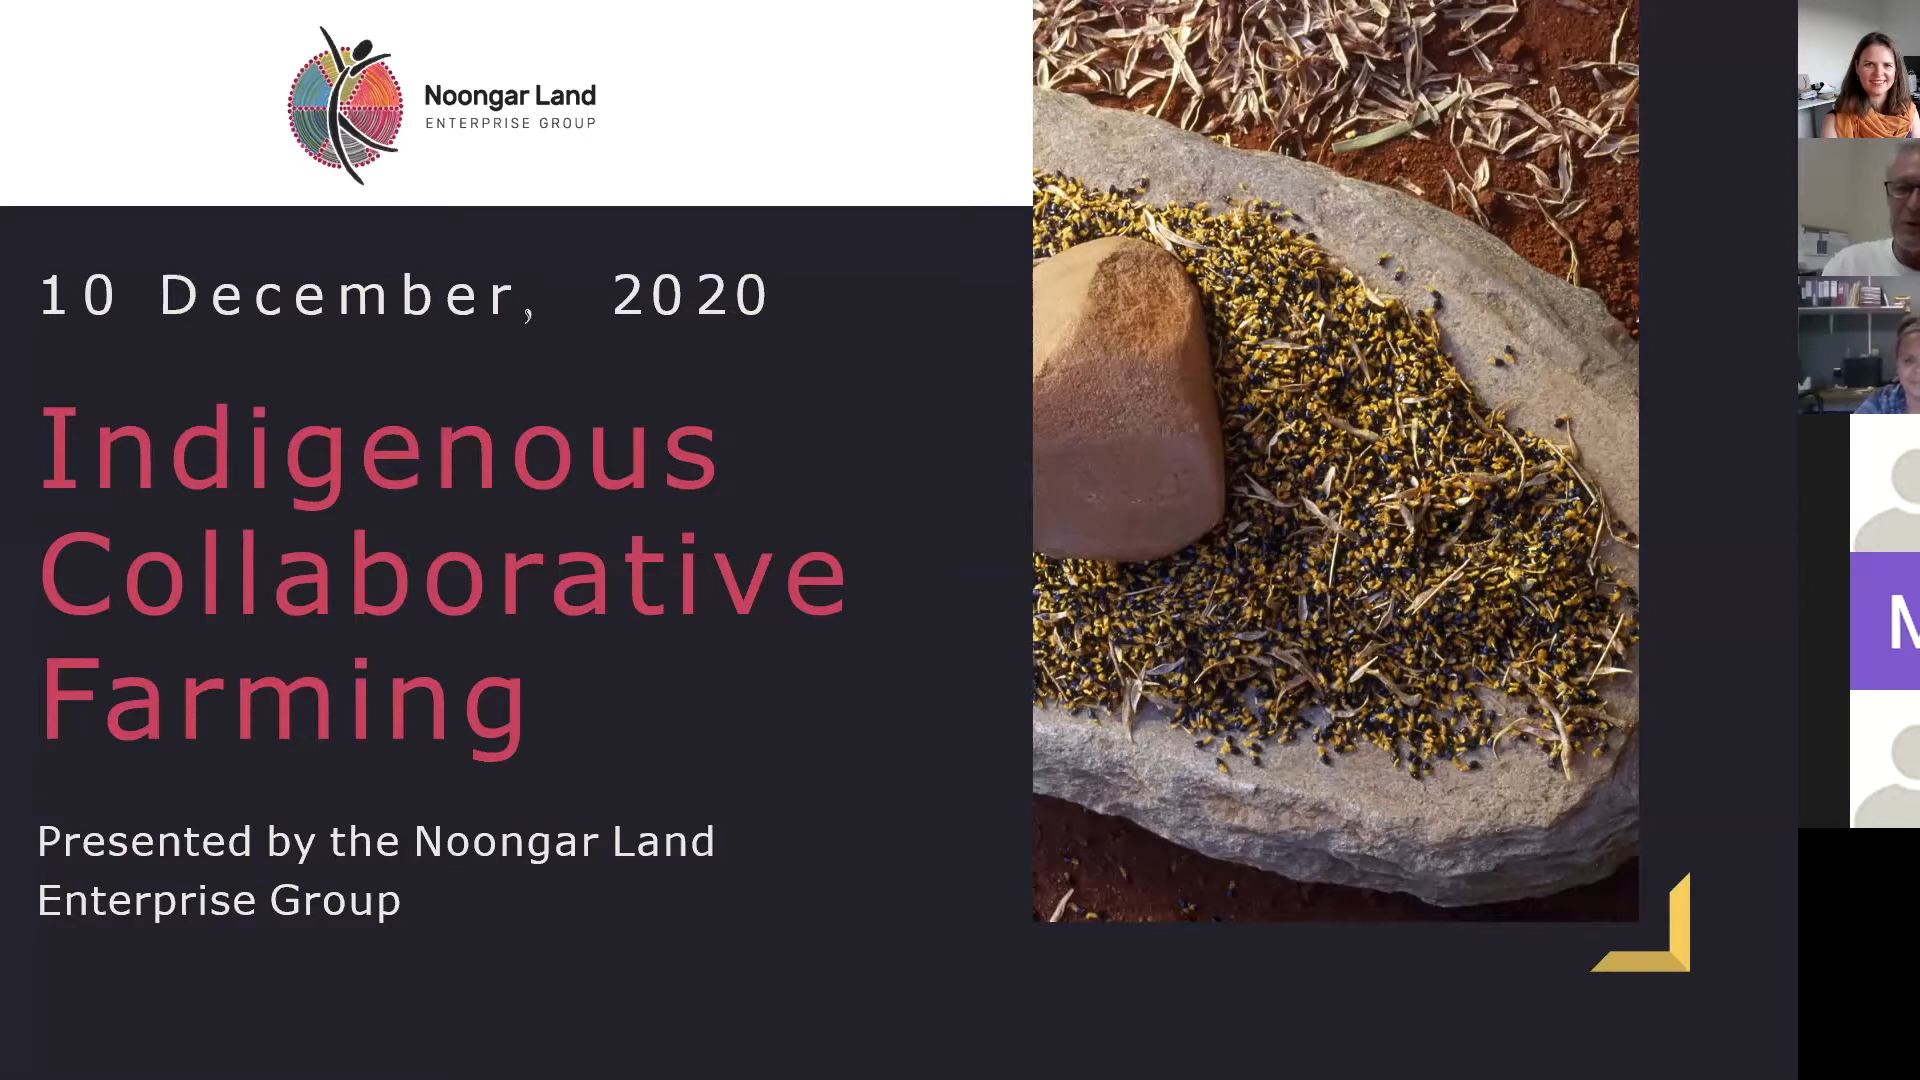 Noongar Land
ENTERPRISE GROUP
10 December, 2020
Indigenous
Collaborative
Farming
Presented by the Noongar Land
Enterprise Group
M